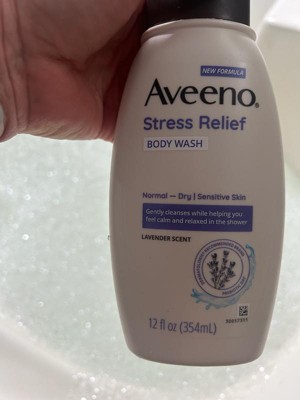 NEW FORMULA
Aveeno®
Stress Relief
BODY WASH
Normal — Dry | Sensitive Skin
Gently cleanses while helping you
feel calm and relaxed in the shower
LAVENDER SCENT
12 fl oz (354mL)